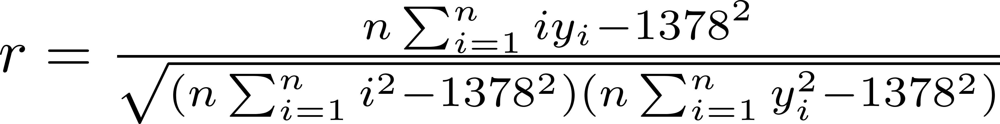 r = \frac{n \sum_{i=1}^{n} iy_i - 1378^2}{\sqrt{(n \sum_{i=1}^{n} i^2 - 1378^2)(n \sum_{i=1}^{n} y_i^2 - 1378^2)}}